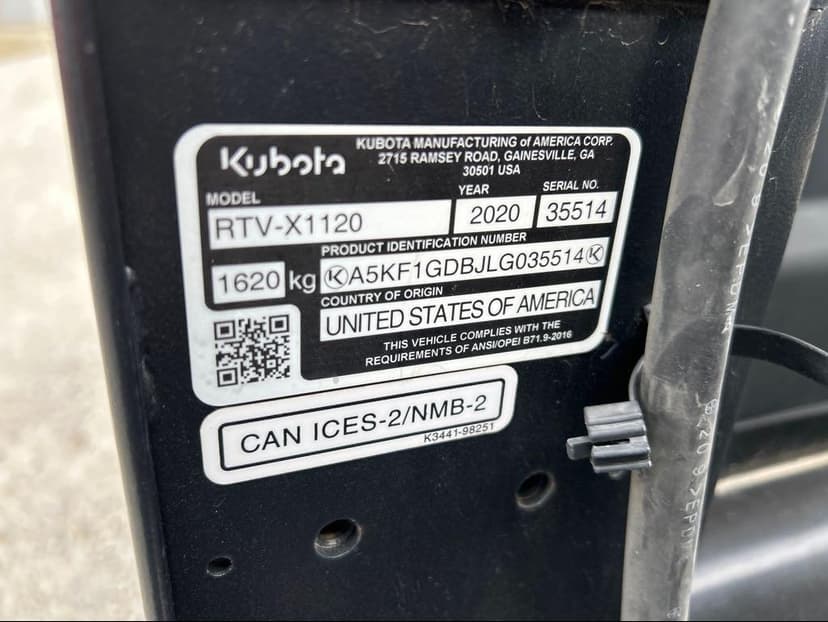 Kubota
KUBOTA MANUFACTURING of AMERICA CORP.
2715 RAMSEY ROAD, GAINESVILLE, GA
30501 USA
MODEL YEAR SERIAL NO.
RTV-X1120 2020 35514
PRODUCT IDENTIFICATION NUMBER
1620 kg A5KF1GDBJLG035514
COUNTRY OF ORIGIN
UNITED STATES OF AMERICA
THIS VEHICLE COMPLIES WITH THE
REQUIREMENTS OF ANSI/OPEI B71.9-2016
CAN ICES-2/NMB-2
K3441-98251